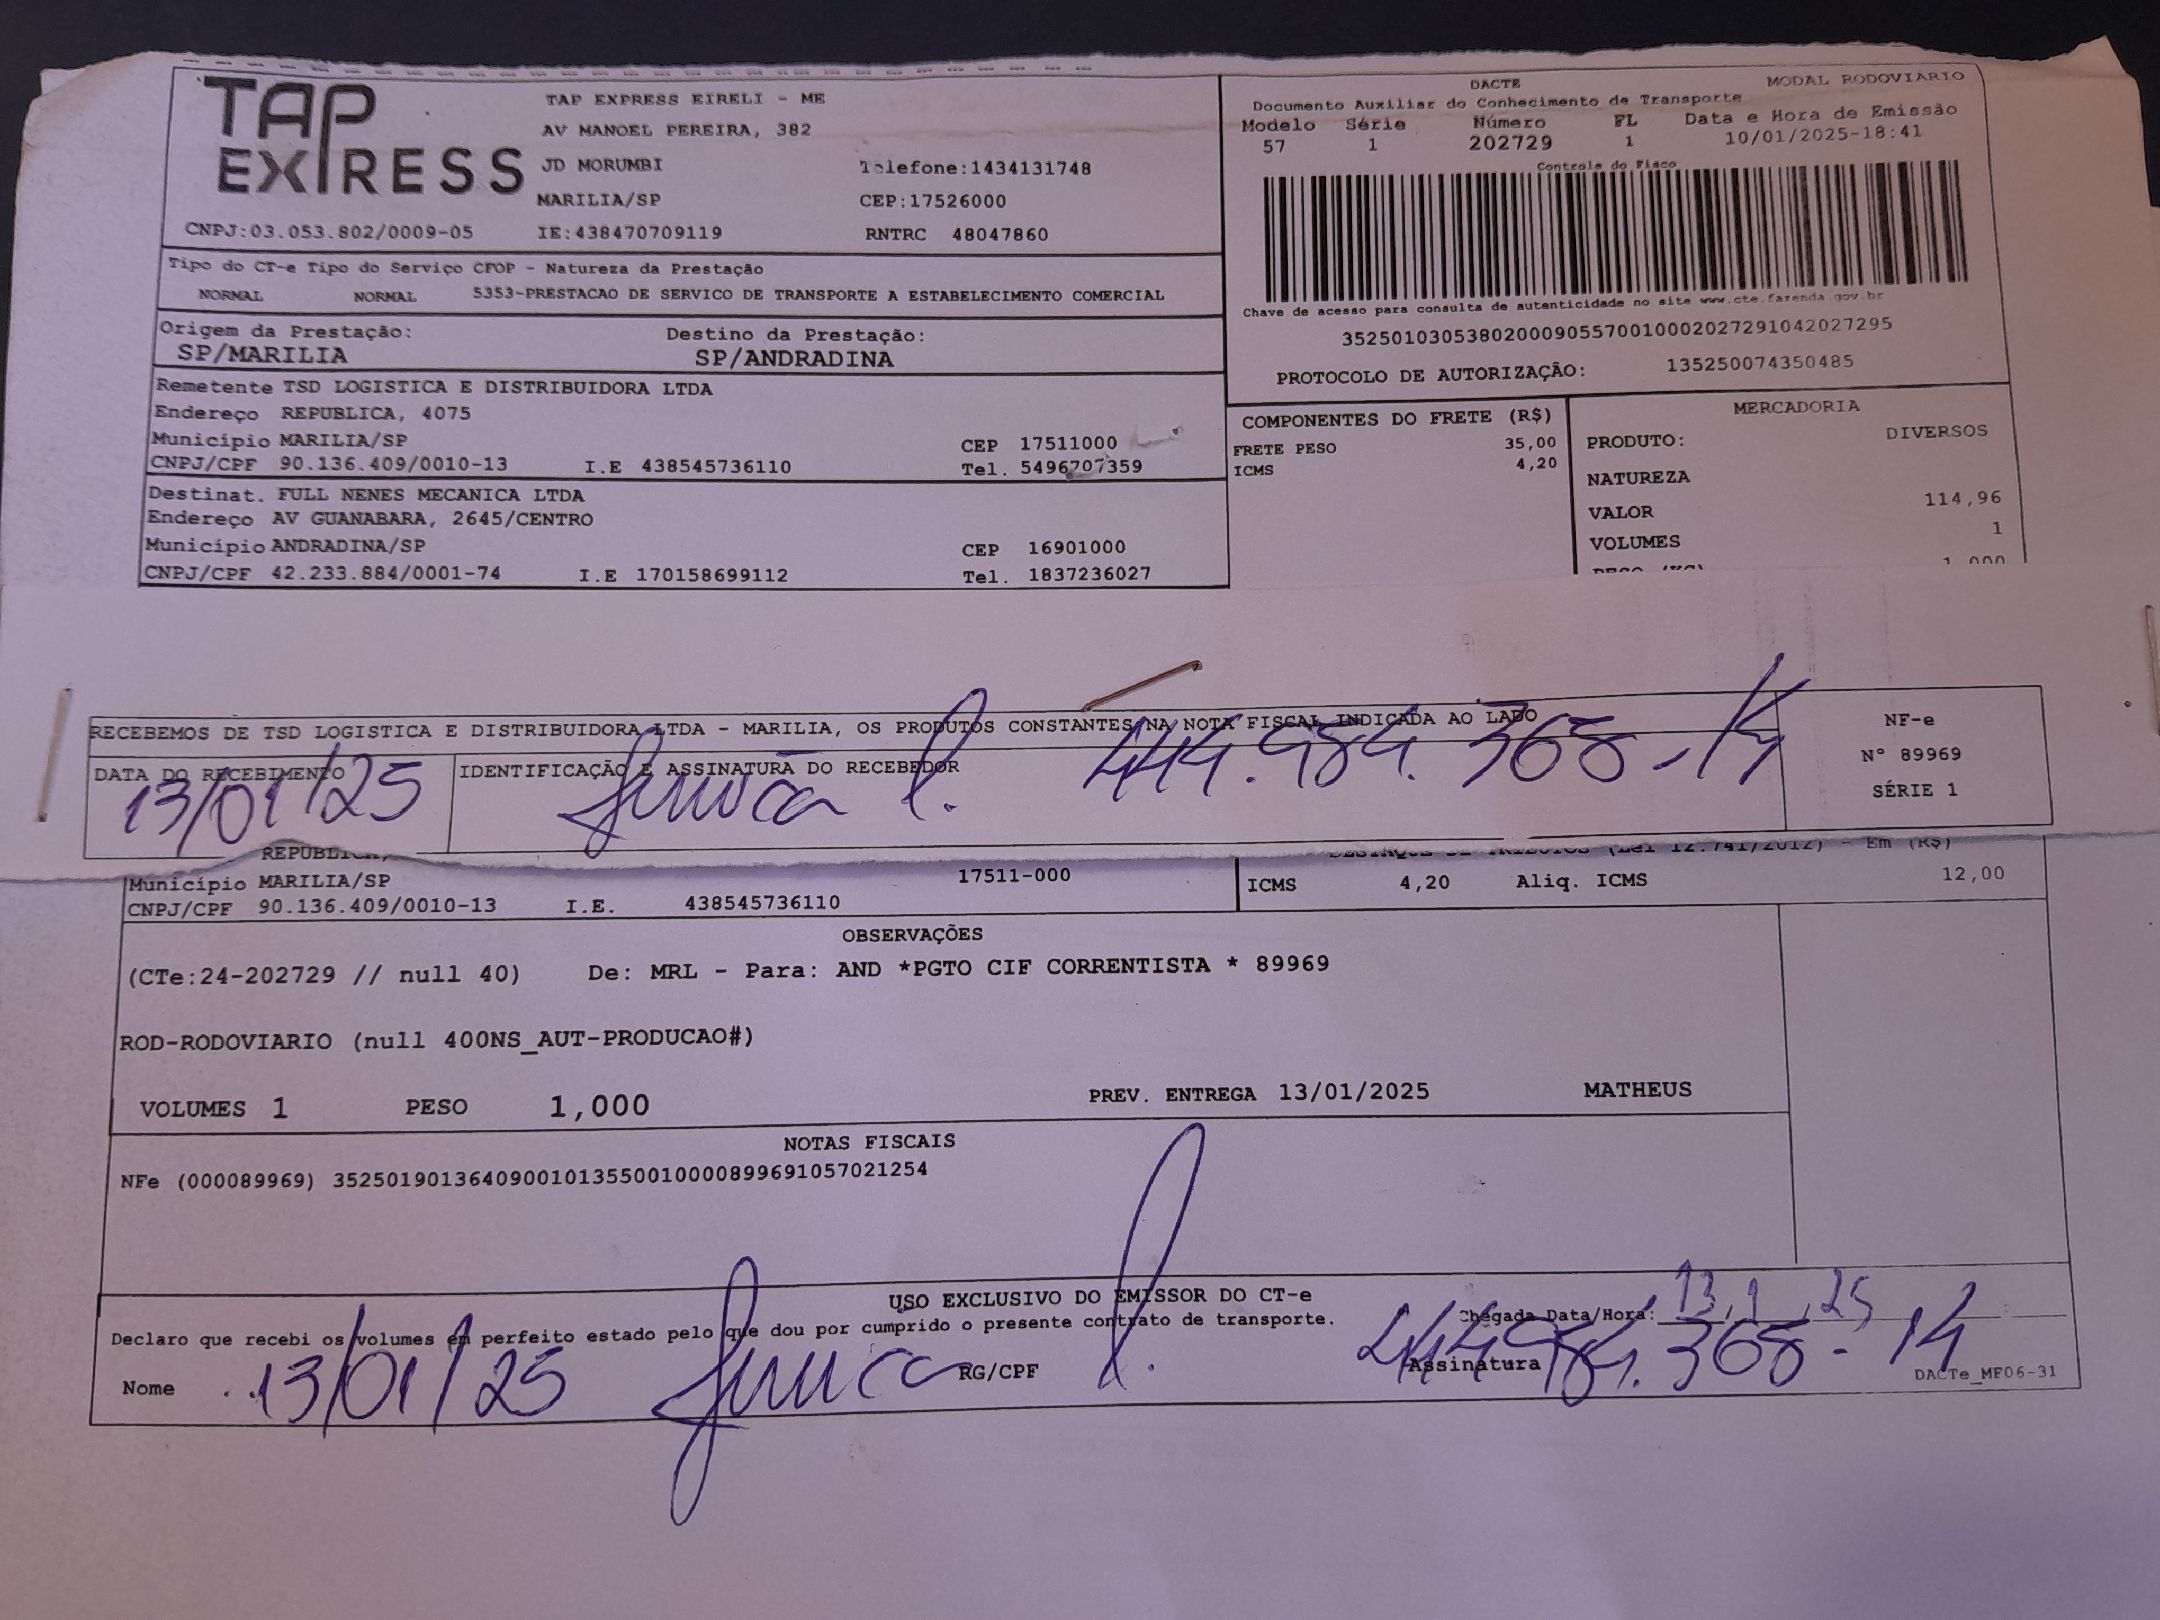 TAP EXPRESS
TAP EXPRESS EIRELI - ME
AV MANOEL PEREIRA, 382
JD MORUMBI Telefone:1434131748
MARILIA/SP CEP:17526000
CNPJ:03.053.802/0009-05 IE:438470709119 RNTRC 48047860
Tipo do CT-e Tipo do Serviço CFOP - Natureza da Prestação
NORMAL NORMAL 5353-PRESTACAO DE SERVICO DE TRANSPORTE A ESTABELECIMENTO COMERCIAL
Origem da Prestação: Destino da Prestação:
SP/MARILIA SP/ANDRADINA
Remetente TSD LOGISTICA E DISTRIBUIDORA LTDA
Endereço REPUBLICA, 4075
Município MARILIA/SP CEP 17511000
CNPJ/CPF 90.136.409/0010-13 I.E 438545736110 Tel. 5496707359
Destinat. FULL NENES MECANICA LTDA
Endereço AV GUANABARA, 2645/CENTRO
Município ANDRADINA/SP CEP 16901000
CNPJ/CPF 42.233.884/0001-74 I.E 170158699112 Tel. 1837236027
DACTE MODAL RODOVIÁRIO
Documento Auxiliar do Conhecimento de Transporte
Modelo Série Número FL Data e Hora de Emissão
57 1 202729 1 10/01/2025-18:41
Controle do Fisco
Chave de acesso para consulta de autenticidade no site www.cte.fazenda.gov.br
35250103053802000905570010002027291042027295
PROTOCOLO DE AUTORIZAÇÃO: 135250074350485
COMPONENTES DO FRETE (R$)
FRETE PESO 35,00
ICMS 4,20
MERCADORIA
PRODUTO: DIVERSOS
NATUREZA
VALOR 114,96
VOLUMES 1
PESO (KG) 1,000
RECEBEMOS DE TSD LOGISTICA E DISTRIBUIDORA LTDA - MARILIA, OS PRODUTOS CONSTANTES NA NOTA FISCAL INDICADA AO LADO
DATA DO RECEBIMENTO IDENTIFICAÇÃO E ASSINATURA DO RECEBEDOR
13/01/25
NF-e
N° 89969
SÉRIE 1
REPUBLICA,
Município MARILIA/SP 17511-000
CNPJ/CPF 90.136.409/0010-13 I.E. 438545736110
DESTAQUE DE TRIBUTOS (Lei 12.741/2012) - Em (R$)
ICMS 4,20 Aliq. ICMS 12,00
OBSERVAÇÕES
(CTe:24-202729 // null 40) De: MRL - Para: AND *PGTO CIF CORRENTISTA * 89969
ROD-RODOVIARIO (null 400NS_AUT-PRODUCAO#)
VOLUMES 1 PESO 1,000 PREV. ENTREGA 13/01/2025 MATHEUS
NOTAS FISCAIS
NFe (000089969) 35250190136409001013550010000899691057021254
USO EXCLUSIVO DO EMISSOR DO CT-e
Declaro que recebi os volumes em perfeito estado pelo que dou por cumprido o presente contrato de transporte.
Chegada Data/Hora: 13,1,25
Nome 13/01/25 RG/CPF Assinatura
DACTe_MF06-31